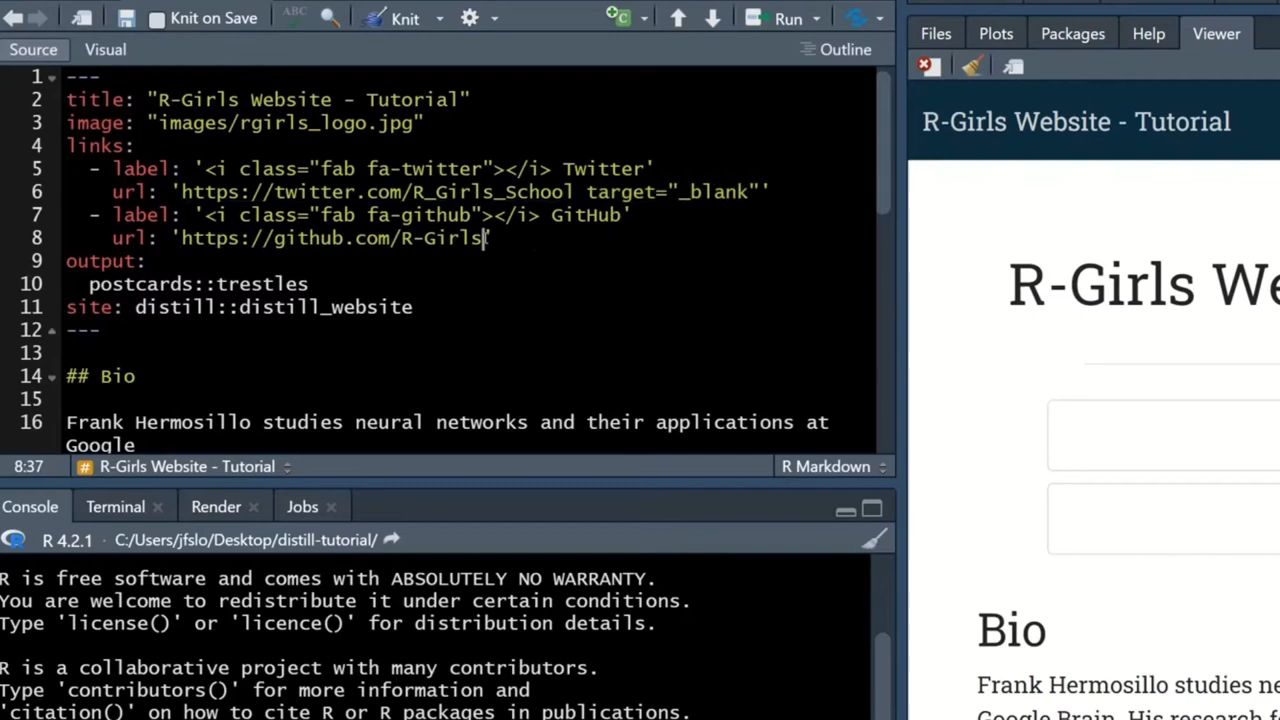 Knit on Save
ABC
Knit
Run
Source
Visual
Outline
1 ---
2 title: "R-Girls Website - Tutorial"
3 image: "images/rgirls_logo.jpg"
4 links:
5 - label: '<i class="fab fa-twitter"></i> Twitter'
6 url: 'https://twitter.com/R_Girls_School target="_blank"'
7 - label: '<i class="fab fa-github"></i> GitHub'
8 url: 'https://github.com/R-Girls'
9 output:
10 postcards::trestles
11 site: distill::distill_website
12 ---
13
14 ## Bio
15
16 Frank Hermosillo studies neural networks and their applications at
Google
8:37
# R-Girls Website - Tutorial
R Markdown
Console
Terminal
Render
Jobs
R 4.2.1 C:/Users/jfslo/Desktop/distill-tutorial/
R is free software and comes with ABSOLUTELY NO WARRANTY.
You are welcome to redistribute it under certain conditions.
Type 'license()' or 'licence()' for distribution details.
R is a collaborative project with many contributors.
Type 'contributors()' for more information and
'citation()' on how to cite R or R packages in publications.
Files
Plots
Packages
Help
Viewer
R-Girls Website - Tutorial
R-Girls We
Bio
Frank Hermosillo studies ne
Google Brain. His research f